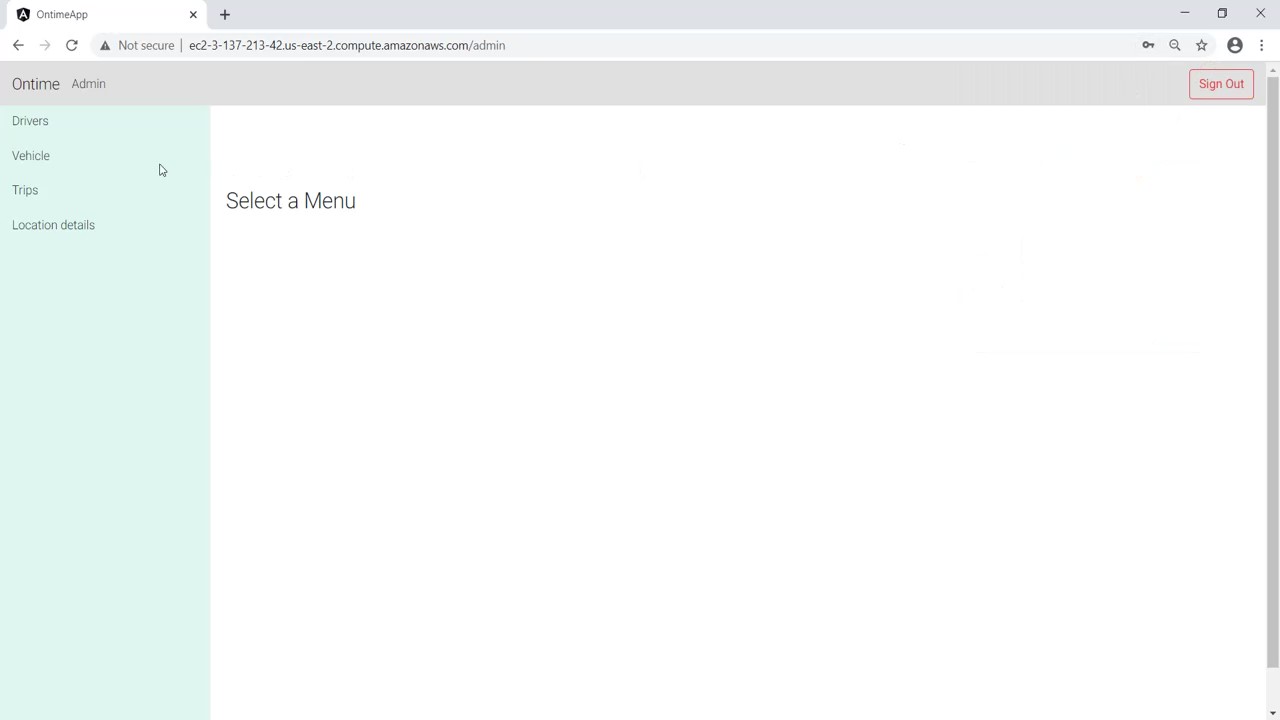 OntimeApp
Not secure ec2-3-137-213-42.us-east-2.compute.amazonaws.com/admin
Ontime Admin Sign Out
Drivers
Vehicle
Trips
Location details
Select a Menu